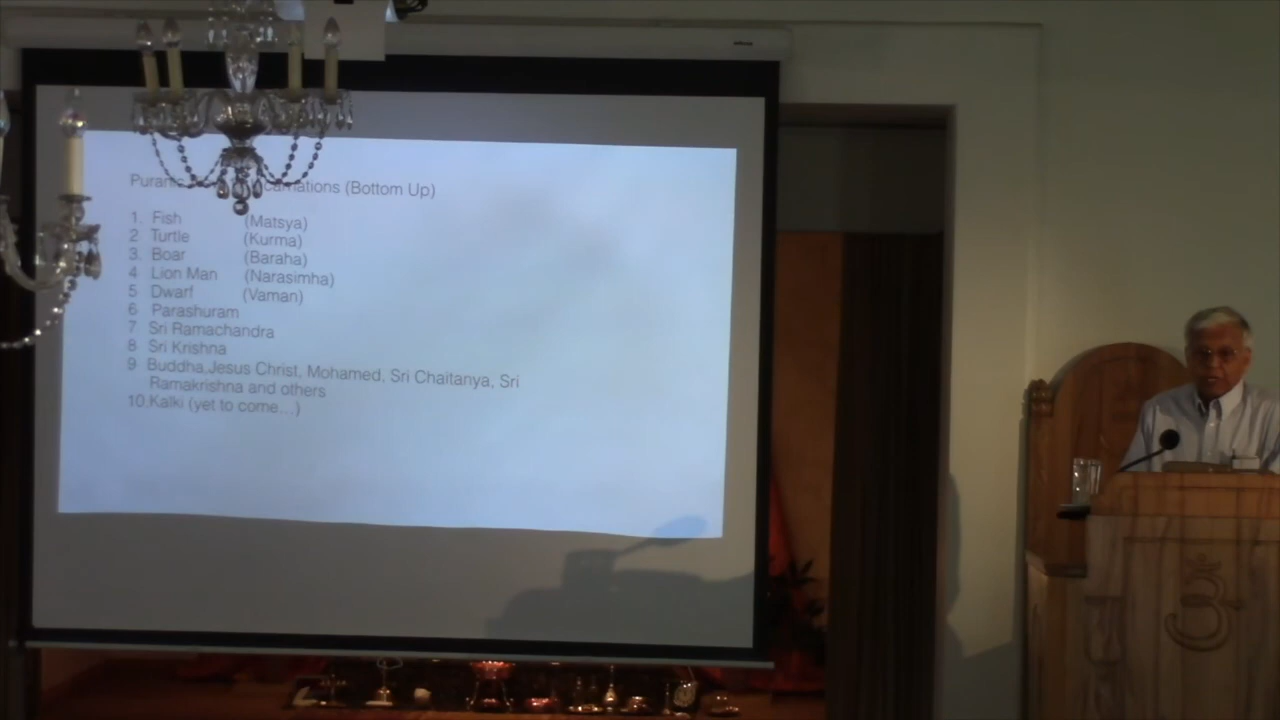 carnations (Bottom Up)
1. Fish (Matsya)
2 Turtle (Kurma)
3. Boar (Baraha)
4 Lion Man (Narasimha)
5 Dwarf (Vaman)
6 Parashuram
7 Sri Ramachandra
8 Sri Krishna
9 Buddha,Jesus Christ, Mohamed, Sri Chaitanya, Sri
Ramakrishna and others
10.Kalki (yet to come...)
ॐ